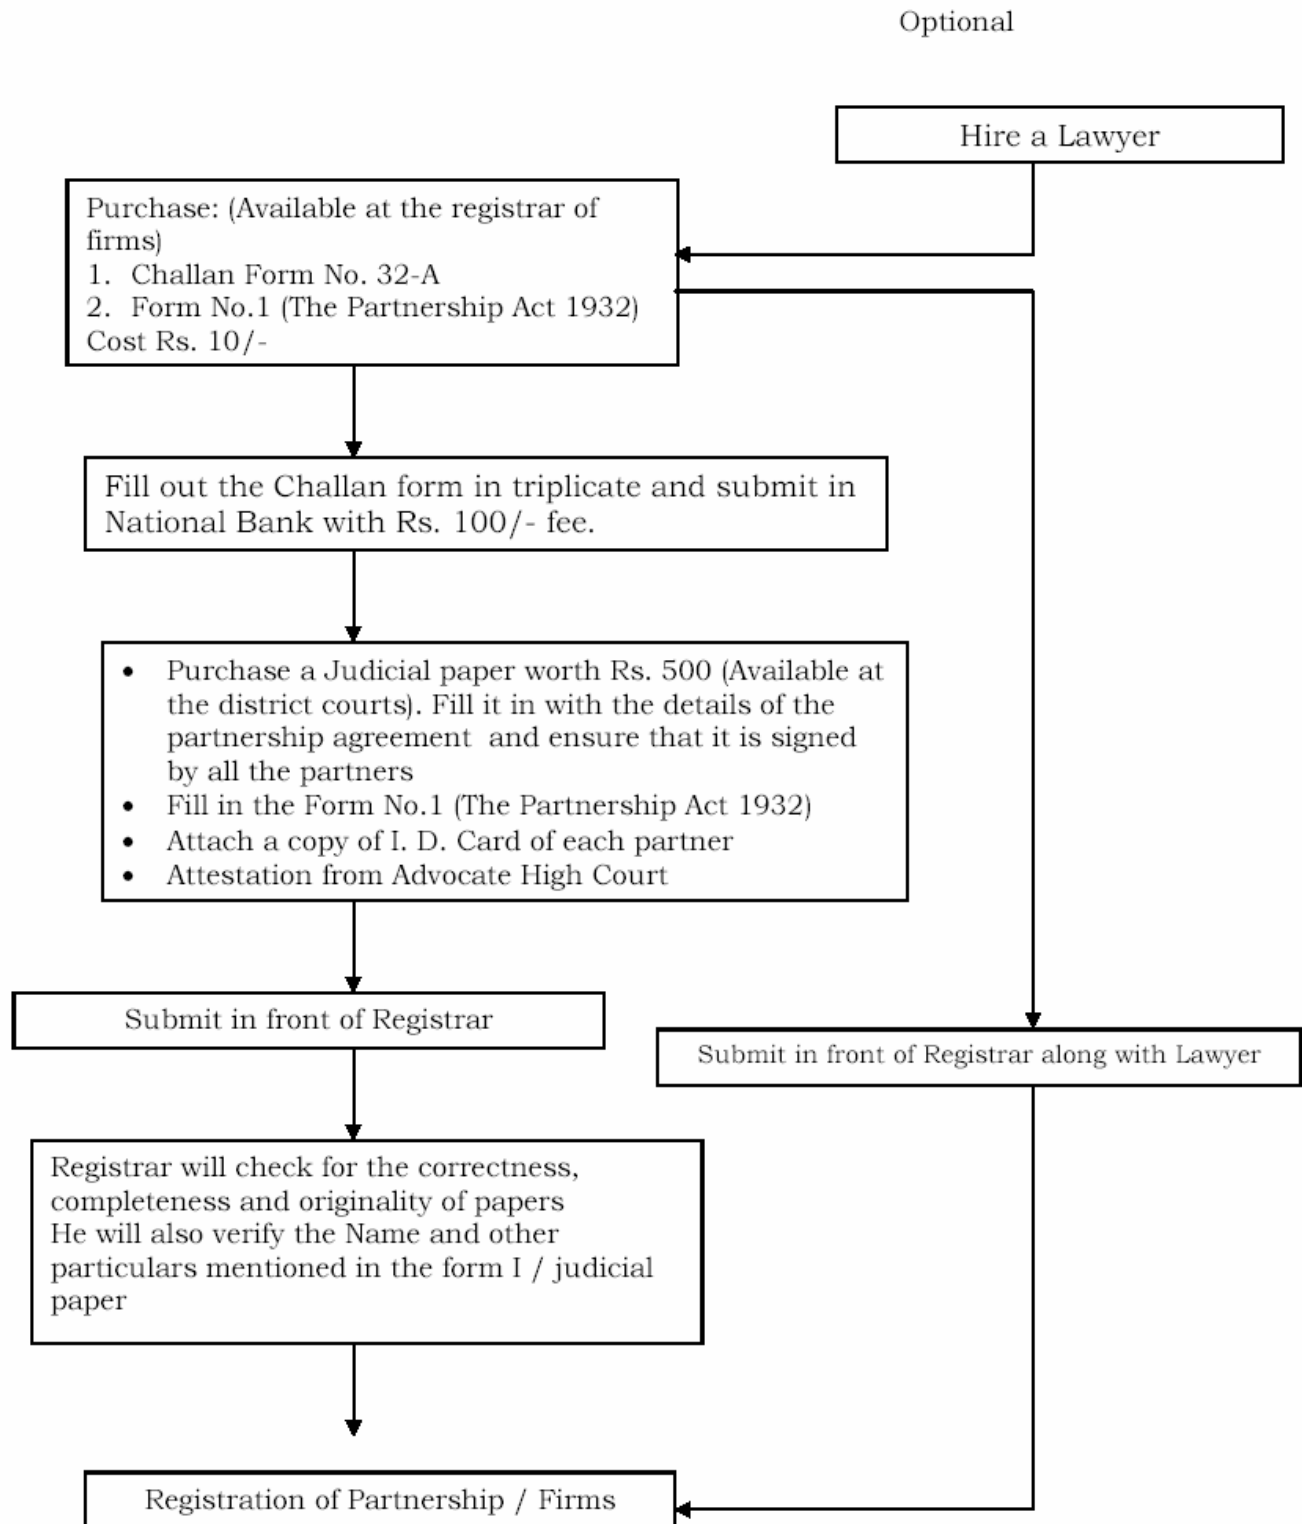 Optional
Hire a Lawyer
Purchase: (Available at the registrar of
firms)
1. Challan Form No. 32-A
2. Form No.1 (The Partnership Act 1932)
Cost Rs. 10/-
Fill out the Challan form in triplicate and submit in
National Bank with Rs. 100/- fee.
• Purchase a Judicial paper worth Rs. 500 (Available at
the district courts). Fill it in with the details of the
partnership agreement and ensure that it is signed
by all the partners
• Fill in the Form No.1 (The Partnership Act 1932)
• Attach a copy of I. D. Card of each partner
• Attestation from Advocate High Court
Submit in front of Registrar
Submit in front of Registrar along with Lawyer
Registrar will check for the correctness,
completeness and originality of papers
He will also verify the Name and other
particulars mentioned in the form I / judicial
paper
Registration of Partnership / Firms